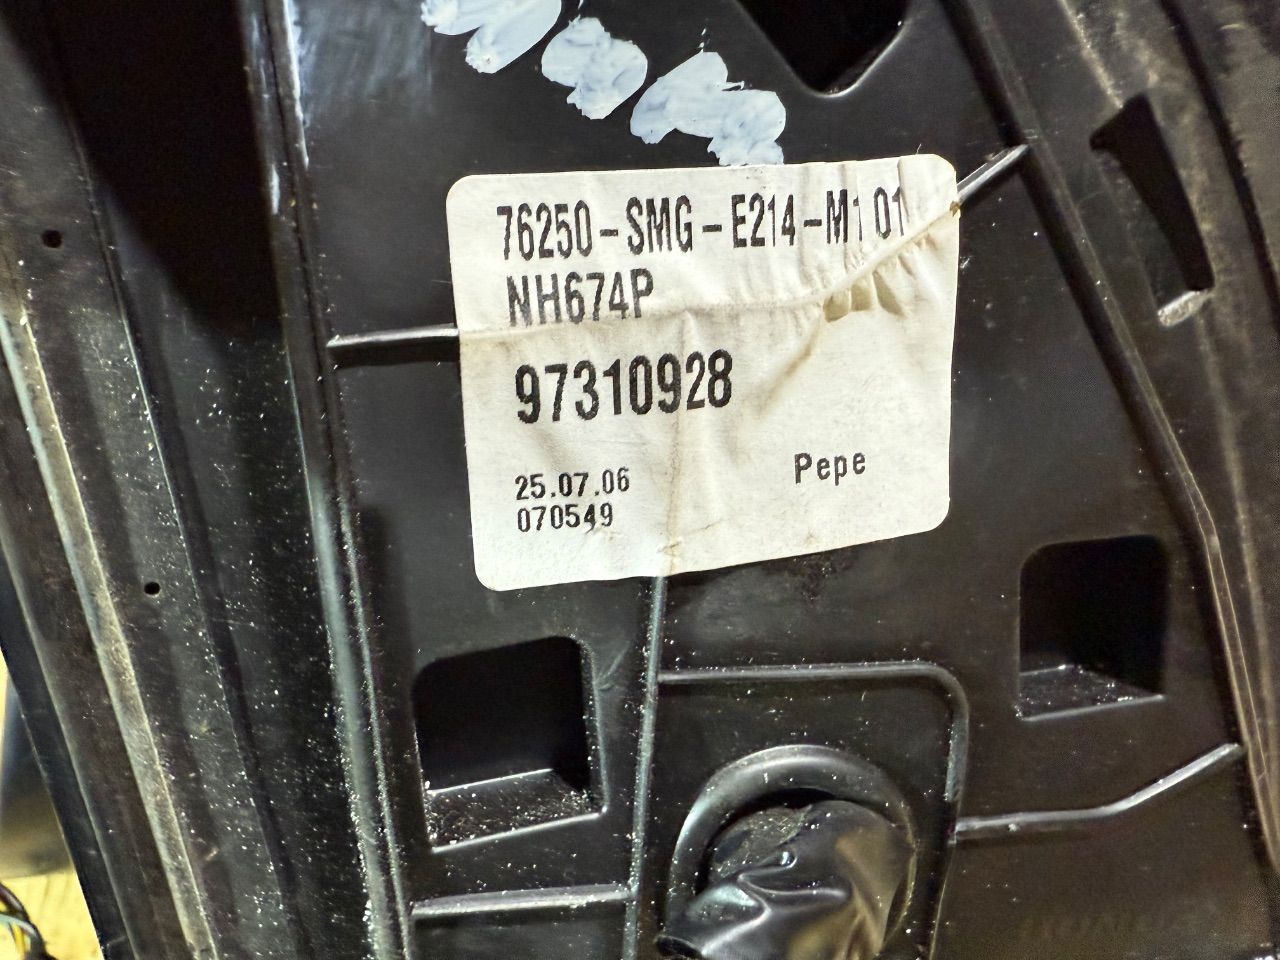 76250-SMG-E214-M1 01
NH674P
97310928
25.07.06
Pepe
070549